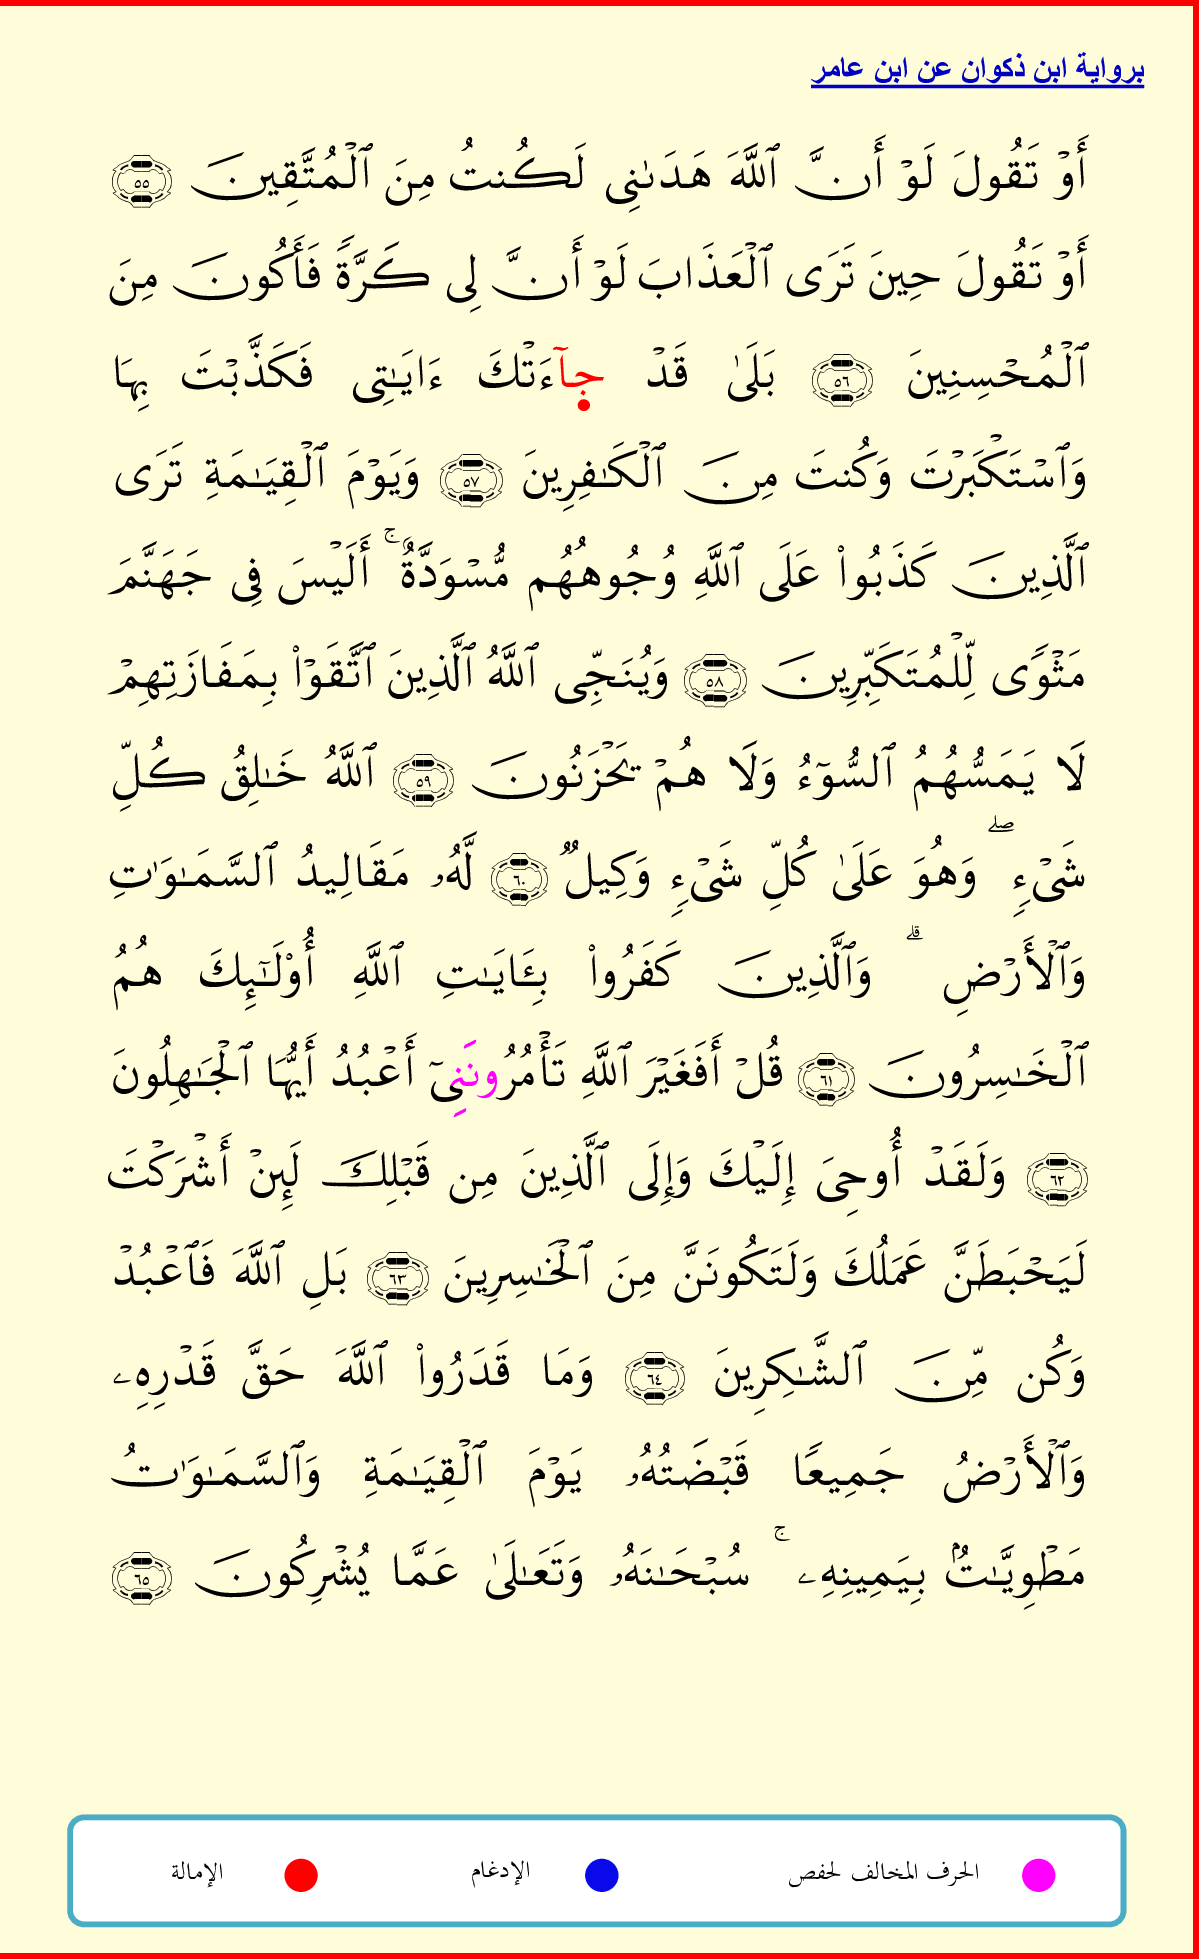 برواية ابن ذكوان عن ابن عامر
أَوۡ تَقُولَ لَوۡ أَنَّ ٱللَّهَ هَدَىٰنِى لَكُنتُ مِنَ ٱلۡمُتَّقِينَ ٥٥
أَوۡ تَقُولَ حِينَ تَرَى ٱلۡعَذَابَ لَوۡ أَنَّ لِى كَرَّةً فَأَكُونَ مِنَ
ٱلۡمُحۡسِنِينَ ٥٦ بَلَىٰ قَدۡ جآءَتۡكَ ءَايَـٰتِى فَكَذَّبۡتَ بِهَا
وَٱسۡتَكۡبَرۡتَ وَكُنتَ مِنَ ٱلۡكَـٰفِرِينَ ٥٧ وَيَوۡمَ ٱلۡقِيَـٰمَةِ تَرَى
ٱلَّذِينَ كَذَبُوا۟ عَلَى ٱللَّهِ وُجُوهُهُم مُّسۡوَدَّةٌ ۚ أَلَيۡسَ فِى جَهَنَّمَ
مَثۡوًى لِّلۡمُتَكَبِّرِينَ ٥٨ وَيُنَجِّى ٱللَّهُ ٱلَّذِينَ ٱتَّقَوۡا۟ بِمَفَازَتِهِمۡ
لَا يَمَسُّهُمُ ٱلسُّوٓءُ وَلَا هُمۡ يَحۡزَنُونَ ٥٩ ٱللَّهُ خَـٰلِقُ كُلِّ
شَىۡءٍ ۖ وَهُوَ عَلَىٰ كُلِّ شَىۡءٍ وَكِيلٌ ٦٠ لَّهُۥ مَقَالِيدُ ٱلسَّمَـٰوَٰتِ
وَٱلۡأَرۡضِ ۗ وَٱلَّذِينَ كَفَرُوا۟ بِـَٔايَـٰتِ ٱللَّهِ أُو۟لَـٰٓئِكَ هُمُ
ٱلۡخَـٰسِرُونَ ٦١ قُلۡ أَفَغَيۡرَ ٱللَّهِ تَأۡمُرُونَنِىٓ أَعۡبُدُ أَيُّهَا ٱلۡجَـٰهِلُونَ
٦٢ وَلَقَدۡ أُوحِىَ إِلَيۡكَ وَإِلَى ٱلَّذِينَ مِن قَبۡلِكَ لَئِنۡ أَشۡرَكۡتَ
لَيَحۡبَطَنَّ عَمَلُكَ وَلَتَكُونَنَّ مِنَ ٱلۡخَـٰسِرِينَ ٦٣ بَلِ ٱللَّهَ فَٱعۡبُدۡ
وَكُن مِّنَ ٱلشَّـٰكِرِينَ ٦٤ وَمَا قَدَرُوا۟ ٱللَّهَ حَقَّ قَدۡرِهِۦ
وَٱلۡأَرۡضُ جَمِيعًا قَبۡضَتُهُۥ يَوۡمَ ٱلۡقِيَـٰمَةِ وَٱلسَّمَـٰوَٰتُ
مَطۡوِيَّـٰتٌۢ بِيَمِينِهِۦ ۚ سُبۡحَـٰنَهُۥ وَتَعَـٰلَىٰ عَمَّا يُشۡرِكُونَ ٦٥
الحرف المخالف لحفص الإدغام الإمالة